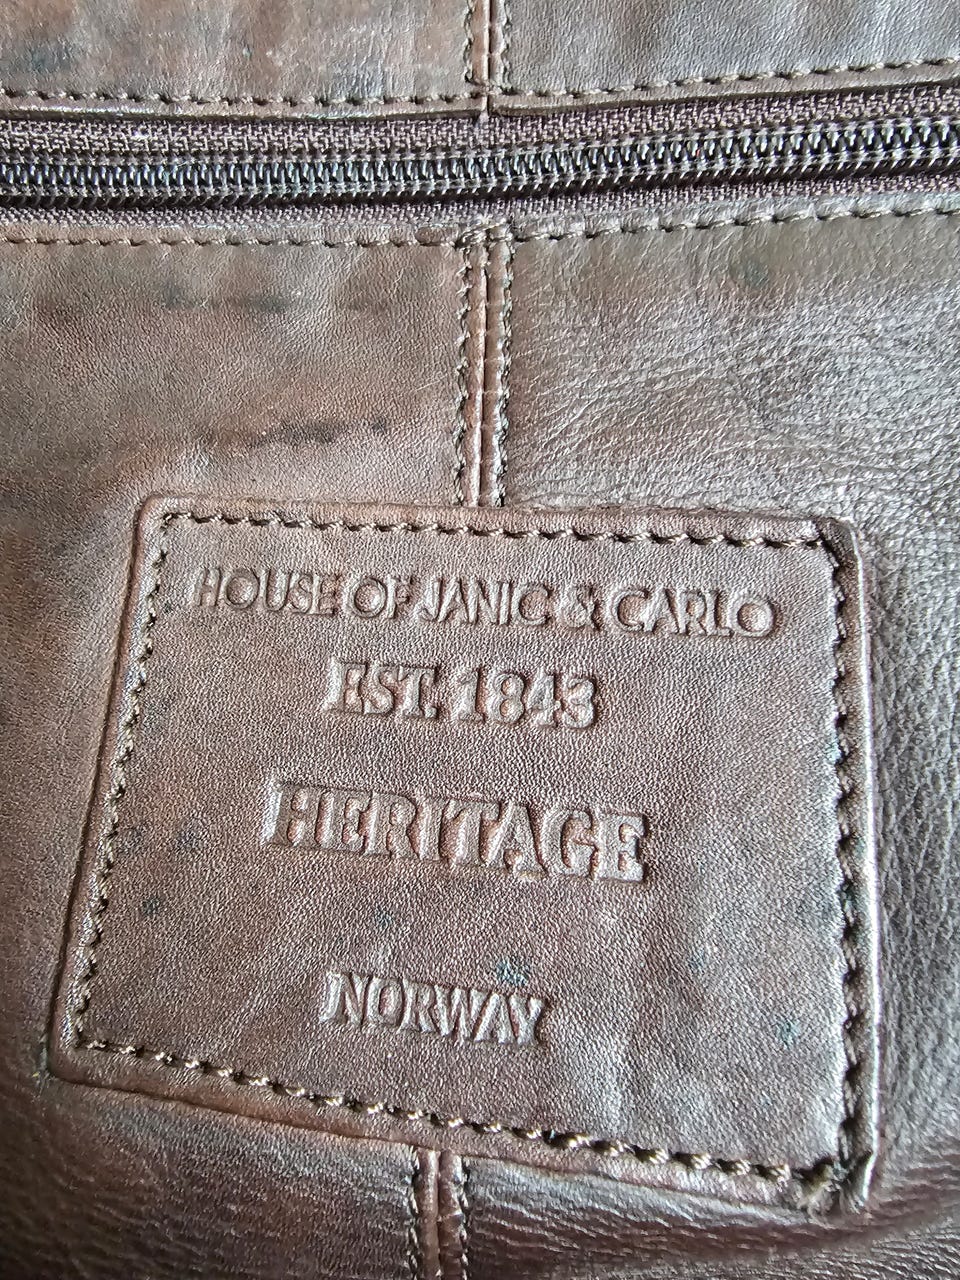 HOUSE OF JANIC & CARLO
EST. 1843
HERITAGE
NORWAY